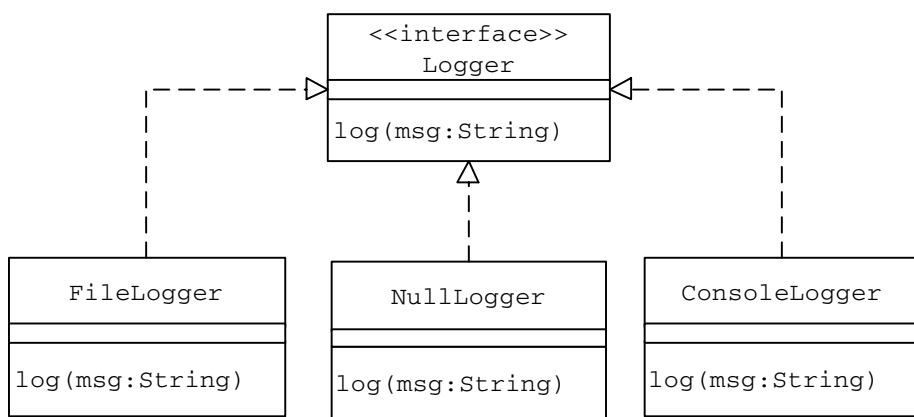 <<interface>>
Logger
log(msg:String)
FileLogger
log(msg:String)
NullLogger
log(msg:String)
ConsoleLogger
log(msg:String)